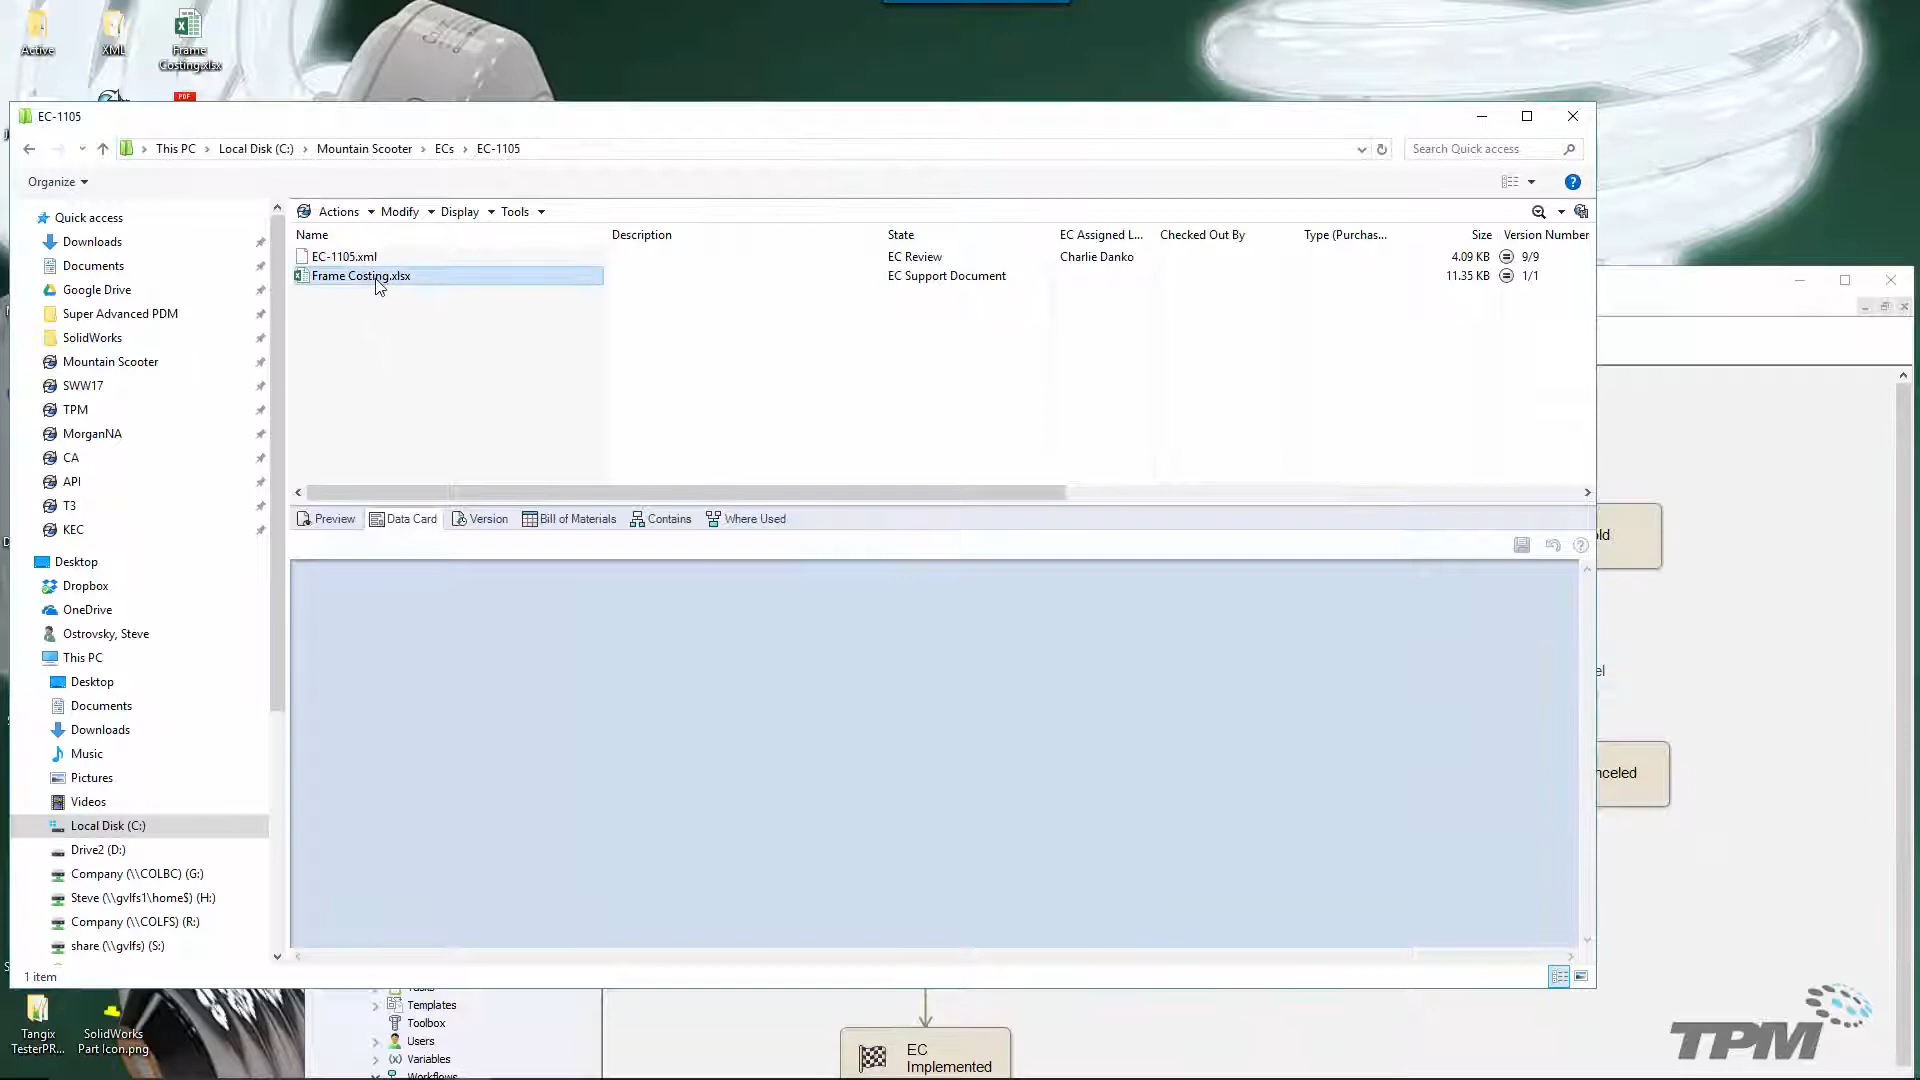 Active
XML
Frame
Costing.xlsx
PDF
EC-1105
This PC
Local Disk (C:)
Mountain Scooter
ECs
EC-1105
Search Quick access
Organize
Actions
Modify
Display
Tools
Name
Description
State
EC Assigned L...
Checked Out By
Type (Purchas...
Size
Version Number
EC-1105.xml
EC Review
Charlie Danko
4.09 KB
9/9
Frame Costing.xlsx
EC Support Document
11.35 KB
1/1
Quick access
Downloads
Documents
Google Drive
Super Advanced PDM
SolidWorks
Mountain Scooter
SWW17
TPM
MorganNA
CA
API
T3
KEC
Desktop
Dropbox
OneDrive
Ostrovsky, Steve
This PC
Desktop
Documents
Downloads
Music
Pictures
Videos
Local Disk (C:)
Drive2 (D:)
Company (\\COLBC) (G:)
Steve (\\gvlfs1\home$) (H:)
Company (\\COLFS) (R:)
share (\\gvlfs) (S:)
Preview
Data Card
Version
Bill of Materials
Contains
Where Used
1 item
Templates
Toolbox
Users
Variables
Workflows
EC
Implemented
Tangix
TesterPR...
SolidWorks
Part Icon.png
TPM